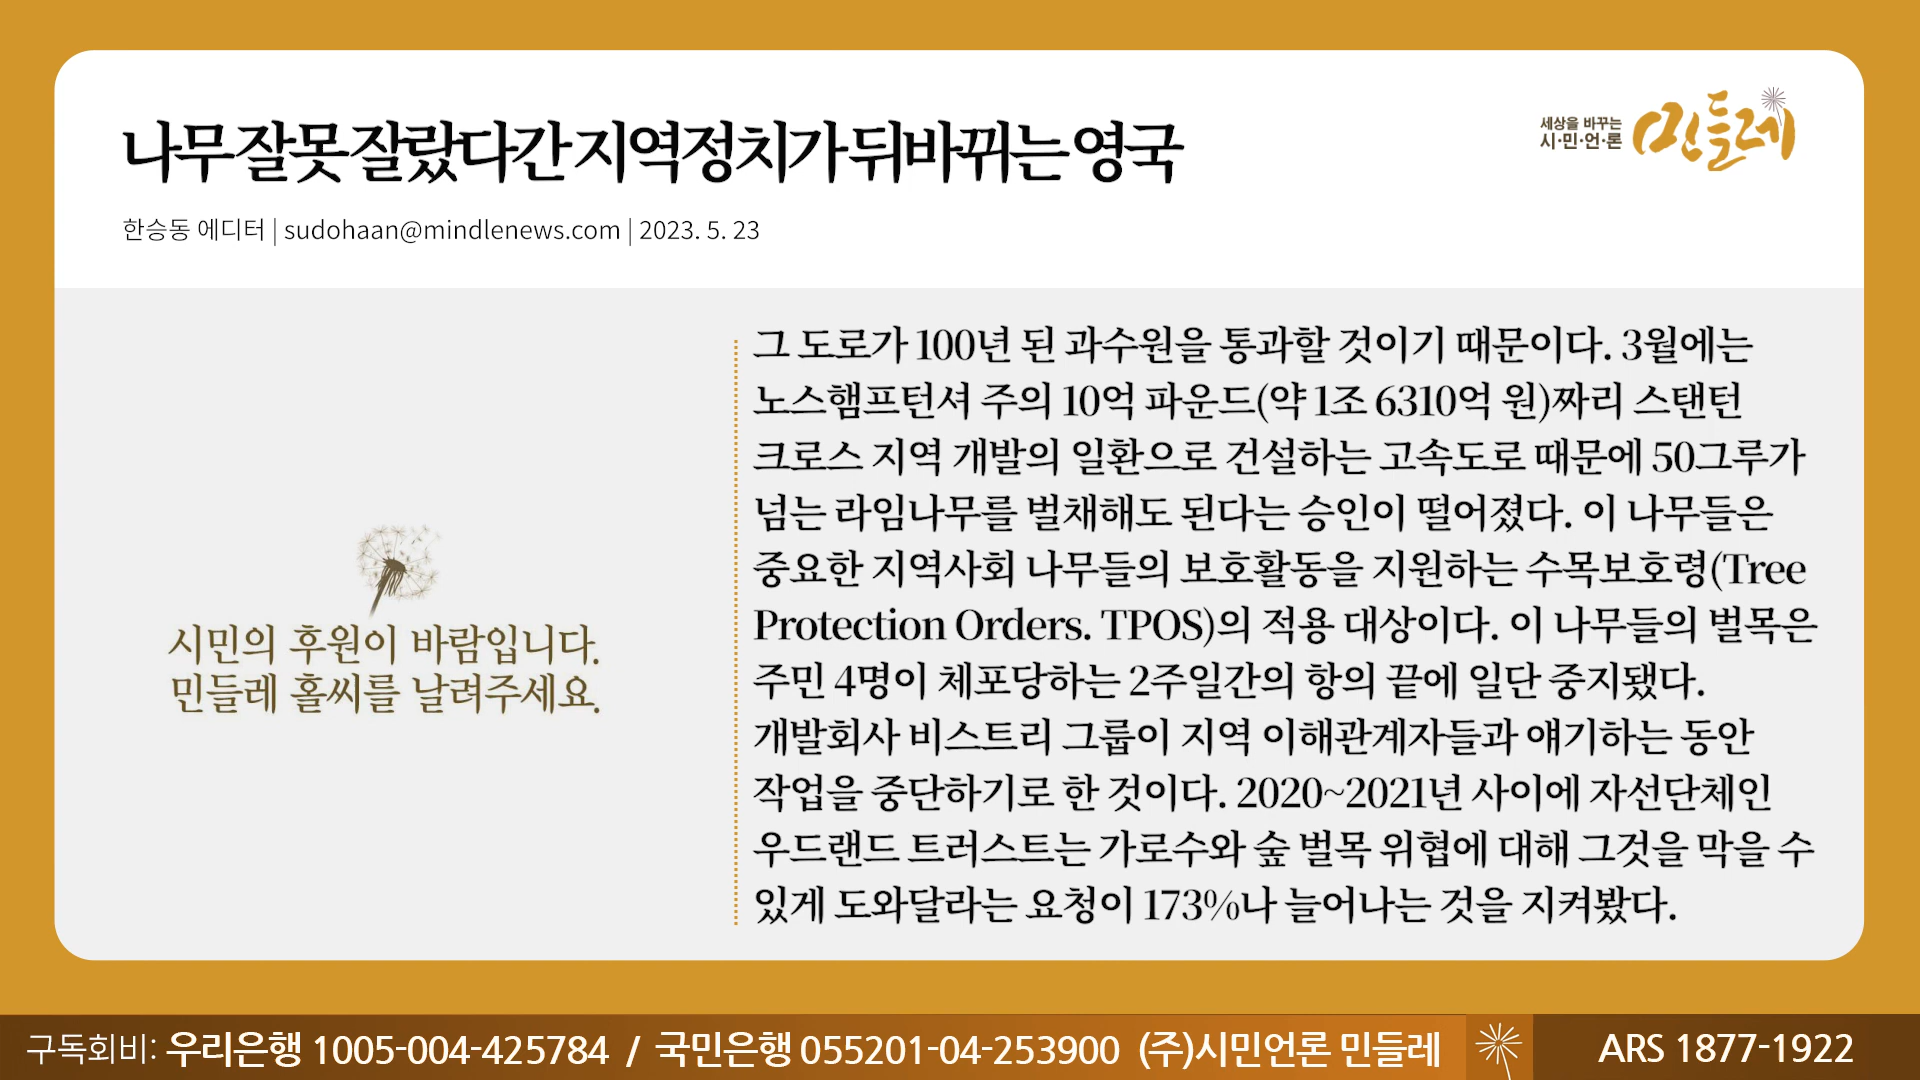 나무 잘못 잘랐다간 지역정치가 뒤바뀌는 영국
세상을 바꾸는
시·민·언·론
민들레
한승동 에디터 | sudohaan@mindlenews.com | 2023. 5. 23
시민의 후원이 바람입니다.
민들레 홀씨를 날려주세요.
그 도로가 100년 된 과수원을 통과할 것이기 때문이다. 3월에는
노스햄프턴셔 주의 10억 파운드(약 1조 6310억 원)짜리 스탠턴
크로스 지역 개발의 일환으로 건설하는 고속도로 때문에 50그루가
넘는 라임나무를 벌채해도 된다는 승인이 떨어졌다. 이 나무들은
중요한 지역사회 나무들의 보호활동을 지원하는 수목보호령(Tree
Protection Orders. TPOS)의 적용 대상이다. 이 나무들의 벌목은
주민 4명이 체포당하는 2주일간의 항의 끝에 일단 중지됐다.
개발회사 비스트리 그룹이 지역 이해관계자들과 얘기하는 동안
작업을 중단하기로 한 것이다. 2020~2021년 사이에 자선단체인
우드랜드 트러스트는 가로수와 숲 벌목 위협에 대해 그것을 막을 수
있게 도와달라는 요청이 173%나 늘어나는 것을 지켜봤다.
구독회비: 우리은행 1005-004-425784 / 국민은행 055201-04-253900 (주)시민언론 민들레
ARS 1877-1922